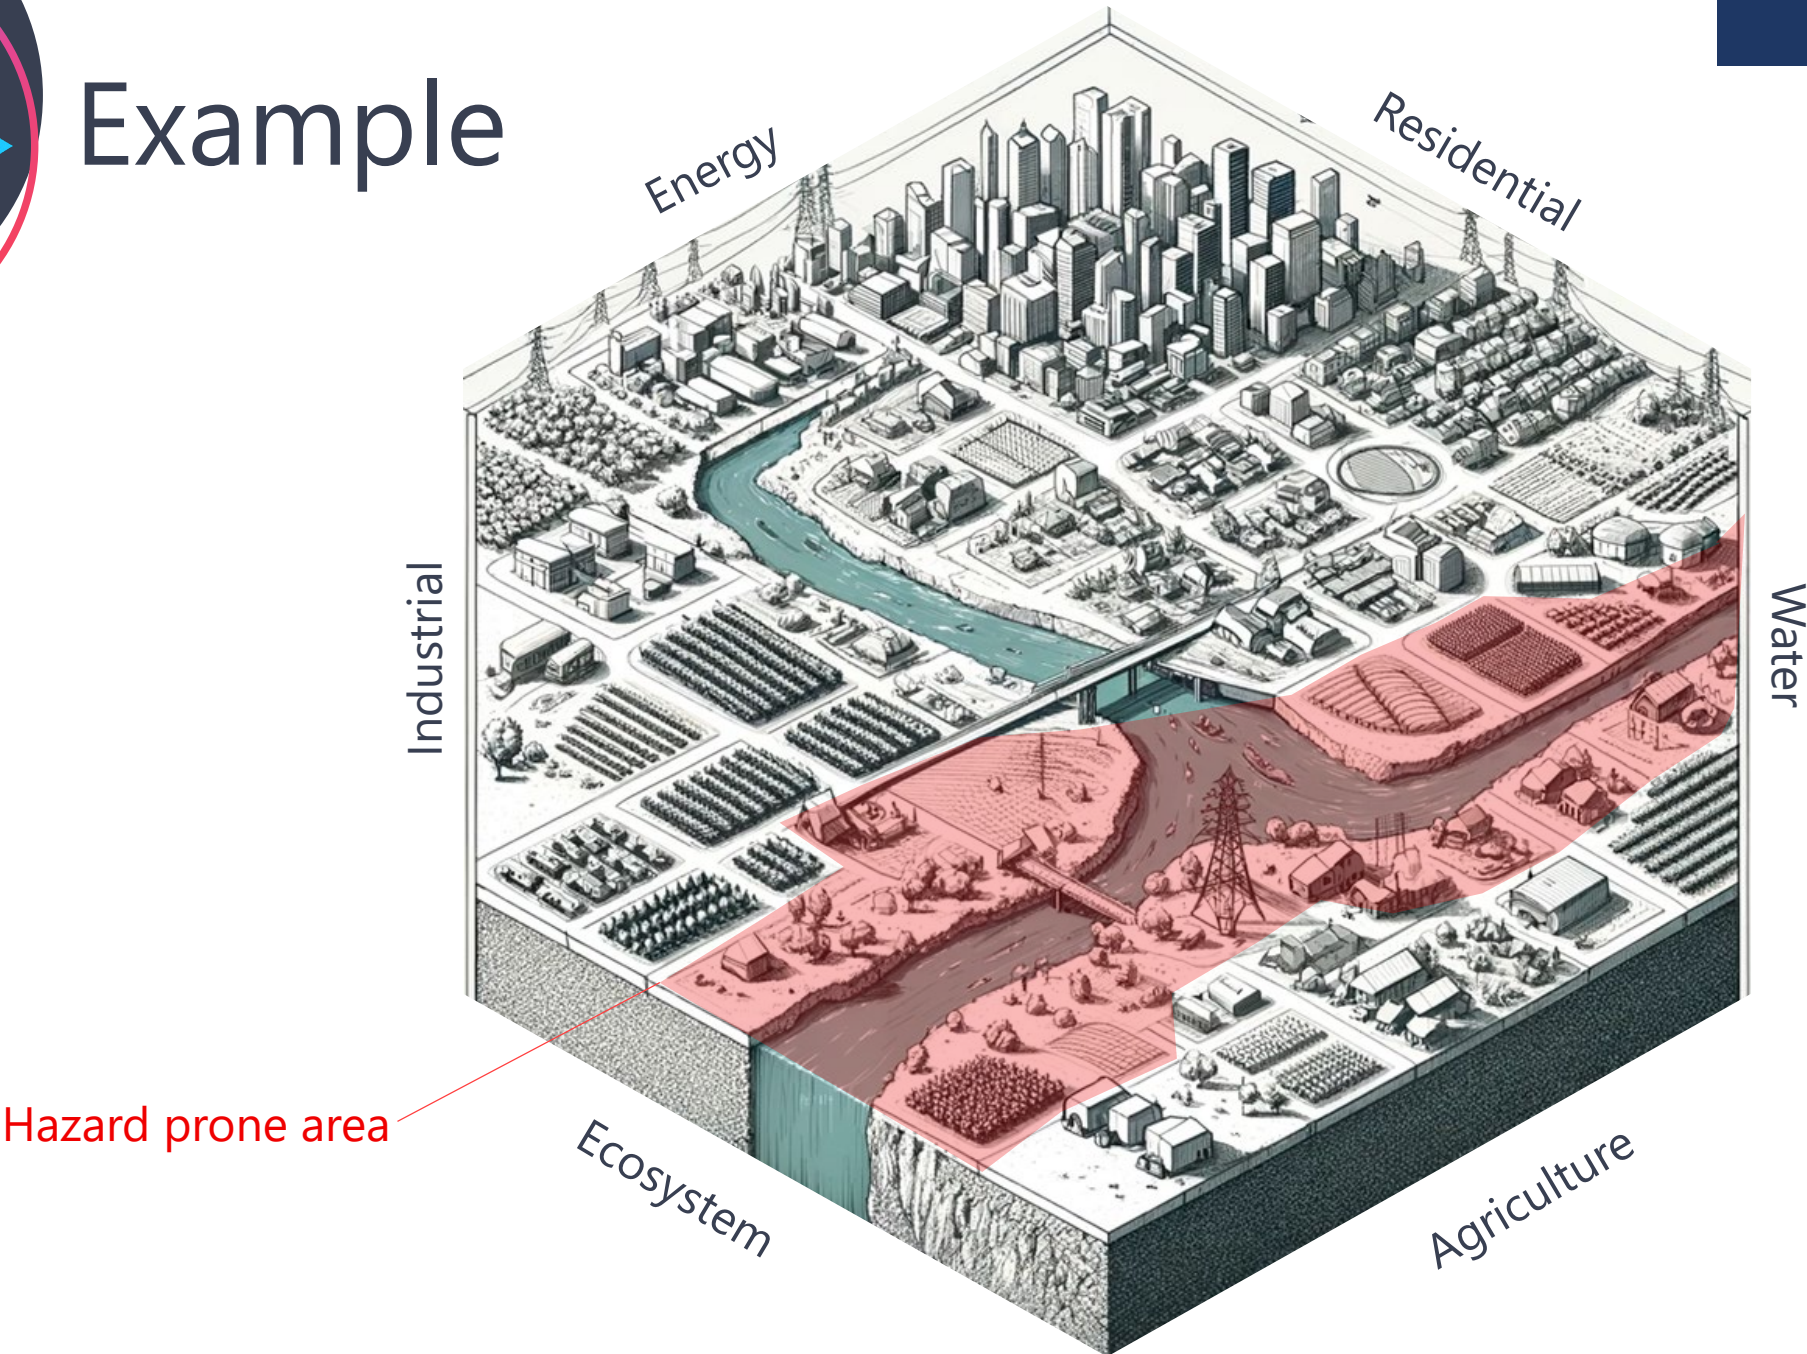 Example
Energy
Residential
Industrial
Water
Hazard prone area
Ecosystem
Agriculture